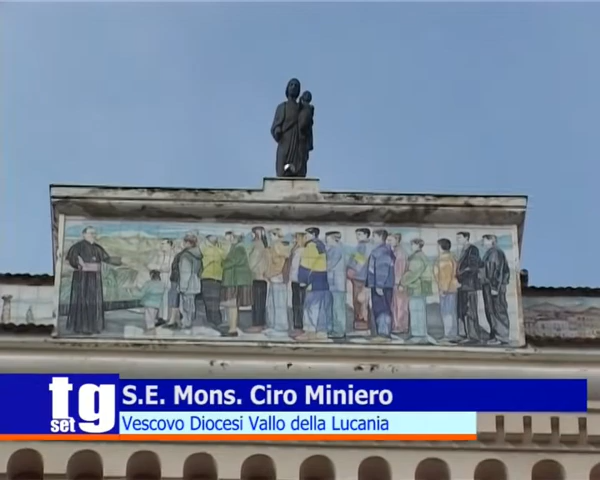 tg
set
S.E. Mons. Ciro Miniero
Vescovo Diocesi Vallo della Lucania